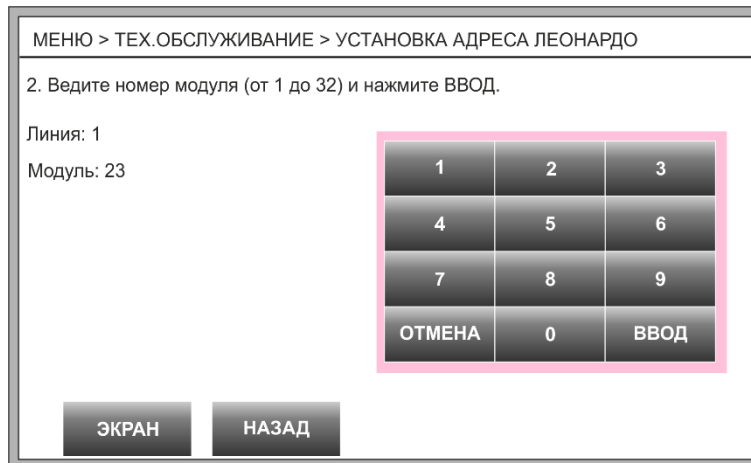 МЕНЮ > ТЕХ.ОБСЛУЖИВАНИЕ > УСТАНОВКА АДРЕСА ЛЕОНАРДО
2. Ведите номер модуля (от 1 до 32) и нажмите ВВОД.
Линия: 1
Модуль: 23
1 2 3
4 5 6
7 8 9
ОТМЕНА 0 ВВОД
ЭКРАН НАЗАД